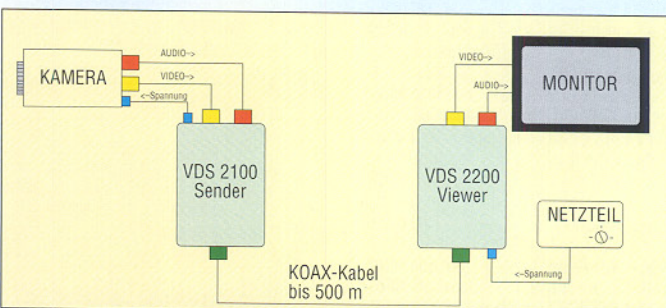 AUDIO->
VIDEO->
<-Spannung
KAMERA
VDS 2100
Sender
VIDEO->
AUDIO->
MONITOR
VDS 2200
Viewer
NETZTEIL
<-Spannung
KOAX-Kabel
bis 500 m